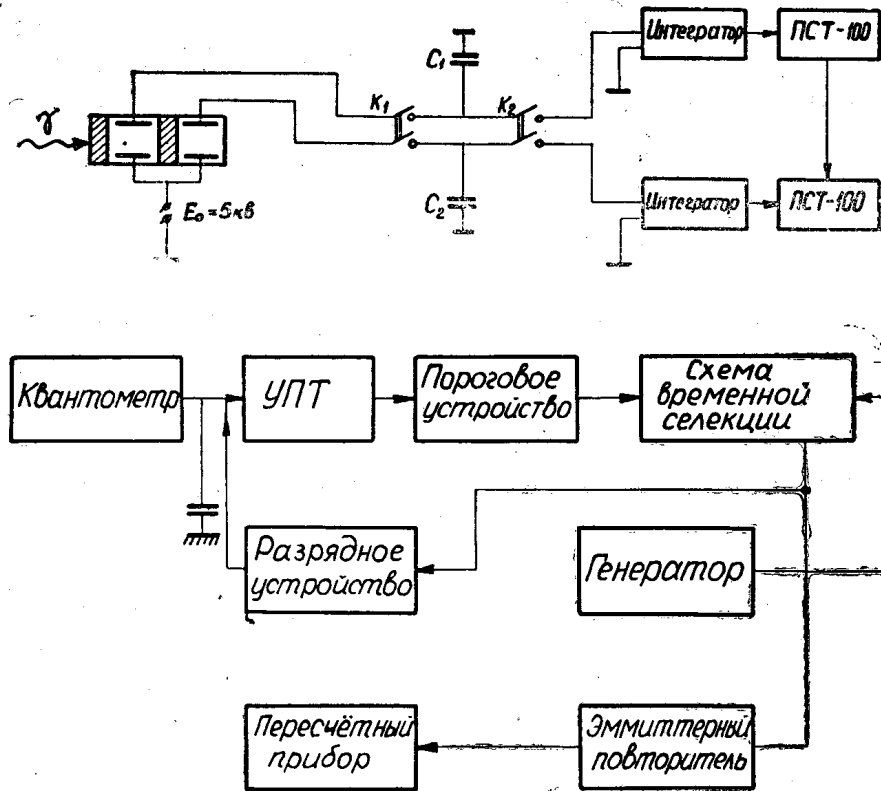 Интегратор
ПСТ-100
C₁
K₁
K₂
γ
E₀ = 5кв
C₂
Интегратор
ПСТ-100
Квантометр
УПТ
Пороговое
устройство
Схема
временной
селекции
Разрядное
устройство
Генератор
Пересчётный
прибор
Эммиттерный
повторитель